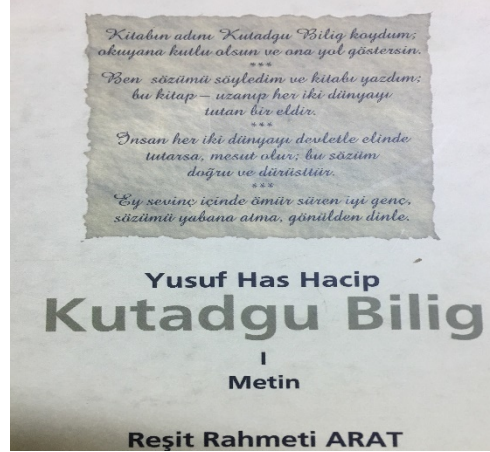 Kitabın adını Kutadgu Bilig koydum;
okuyana kutlu olsun ve ona yol göstersin.
***
Ben sözümü söyledim ve kitabı yazdım;
bu kitap – uzanıp her iki dünyayı
tutan bir eldir.
***
İnsan her iki dünyayı devletle elinde
tutarsa, mesut olur; bu sözüm
doğru ve dürüsttür.
***
Ey sevinç içinde ömür süren iyi genç,
sözümü yabana atma, gönülden dinle.
Yusuf Has Hacip
Kutadgu Bilig
I
Metin
Reşit Rahmeti ARAT